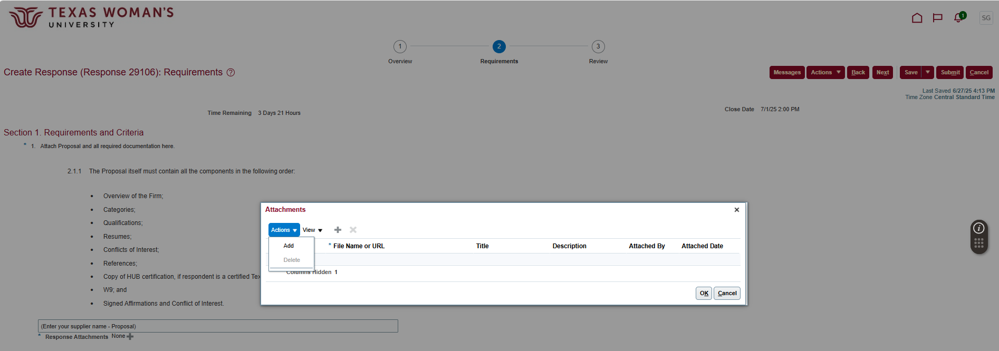 TEXAS WOMAN'S
UNIVERSITY
1
SG
1
2
3
Overview
Requirements
Review
Create Response (Response 29106): Requirements ?
Messages
Actions
Back
Next
Save
Submit
Cancel
Last Saved 6/27/25 4:13 PM
Time Zone Central Standard Time
Time Remaining 3 Days 21 Hours
Close Date 7/1/25 2:00 PM
Section 1. Requirements and Criteria
* 1. Attach Proposal and all required documentation here.
2.1.1 The Proposal itself must contain all the components in the following order:
• Overview of the Firm;
• Categories;
• Qualifications;
• Resumes;
• Conflicts of Interest;
• References;
• Copy of HUB certification, if respondent is a certified Tex
• W9; and
• Signed Affirmations and Conflict of Interest.
Attachments
Actions
View
Add
Delete
* File Name or URL
Title
Description
Attached By
Attached Date
Columns Hidden 1
OK
Cancel
(Enter your supplier name - Proposal)
* Response Attachments None